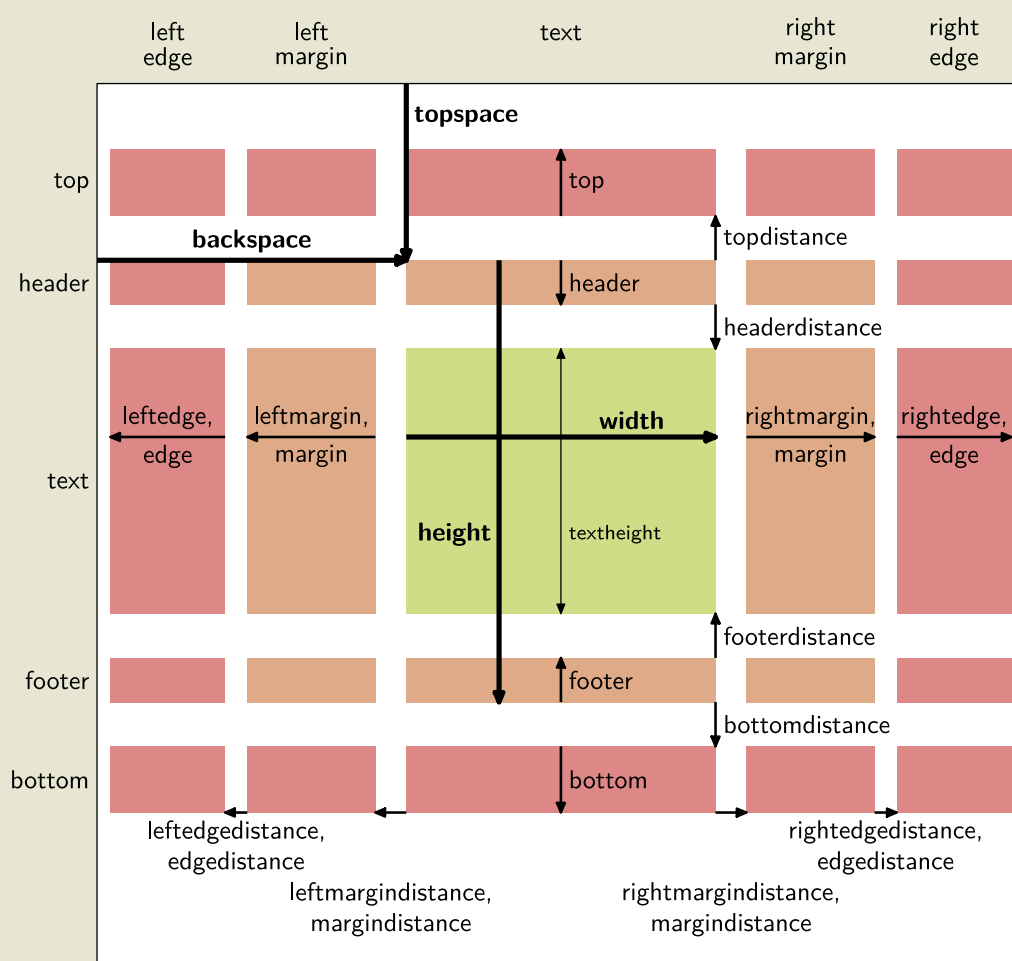 left
edge
left
margin
text
right
margin
right
edge
topspace
top
top
topdistance
backspace
header
header
headerdistance
leftedge,
edge
leftmargin,
margin
width
rightmargin,
margin
rightedge,
edge
text
height
textheight
footerdistance
footer
footer
bottomdistance
bottom
bottom
leftedgedistance,
edgedistance
rightedgedistance,
edgedistance
leftmargindistance,
margindistance
rightmargindistance,
margindistance